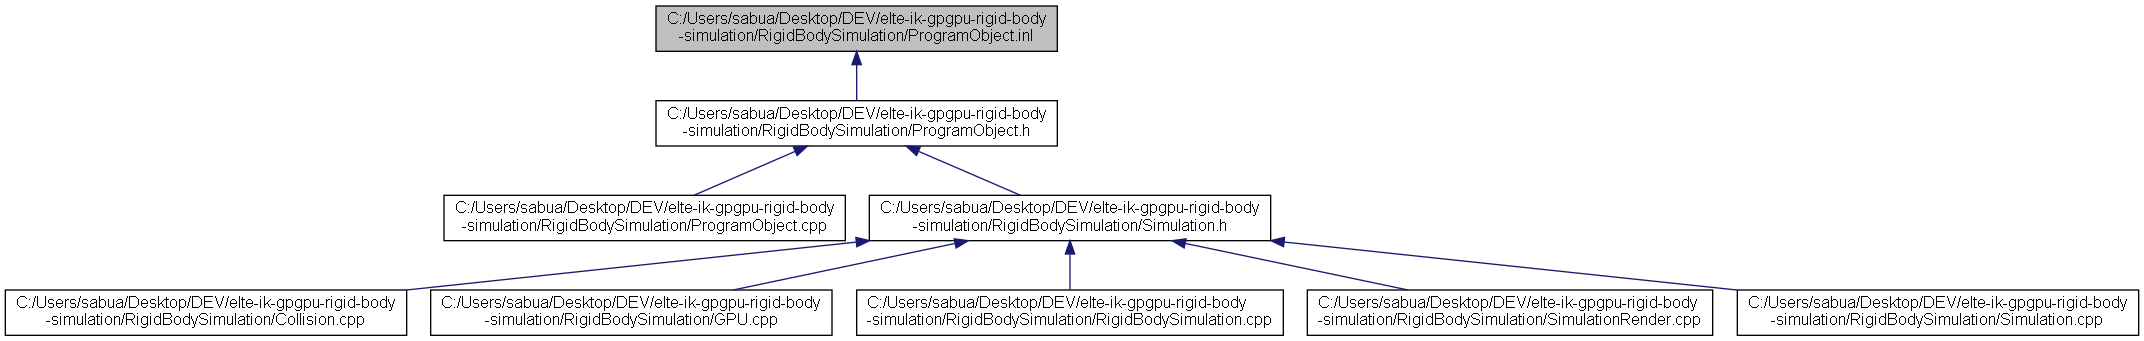 C:/Users/sabua/Desktop/DEV/elte-ik-gpgpu-rigid-body
-simulation/RigidBodySimulation/ProgramObject.inl
C:/Users/sabua/Desktop/DEV/elte-ik-gpgpu-rigid-body
-simulation/RigidBodySimulation/ProgramObject.h
C:/Users/sabua/Desktop/DEV/elte-ik-gpgpu-rigid-body
-simulation/RigidBodySimulation/ProgramObject.cpp
C:/Users/sabua/Desktop/DEV/elte-ik-gpgpu-rigid-body
-simulation/RigidBodySimulation/Simulation.h
C:/Users/sabua/Desktop/DEV/elte-ik-gpgpu-rigid-body
-simulation/RigidBodySimulation/Collision.cpp
C:/Users/sabua/Desktop/DEV/elte-ik-gpgpu-rigid-body
-simulation/RigidBodySimulation/GPU.cpp
C:/Users/sabua/Desktop/DEV/elte-ik-gpgpu-rigid-body
-simulation/RigidBodySimulation/RigidBodySimulation.cpp
C:/Users/sabua/Desktop/DEV/elte-ik-gpgpu-rigid-body
-simulation/RigidBodySimulation/SimulationRender.cpp
C:/Users/sabua/Desktop/DEV/elte-ik-gpgpu-rigid-body
-simulation/RigidBodySimulation/Simulation.cpp